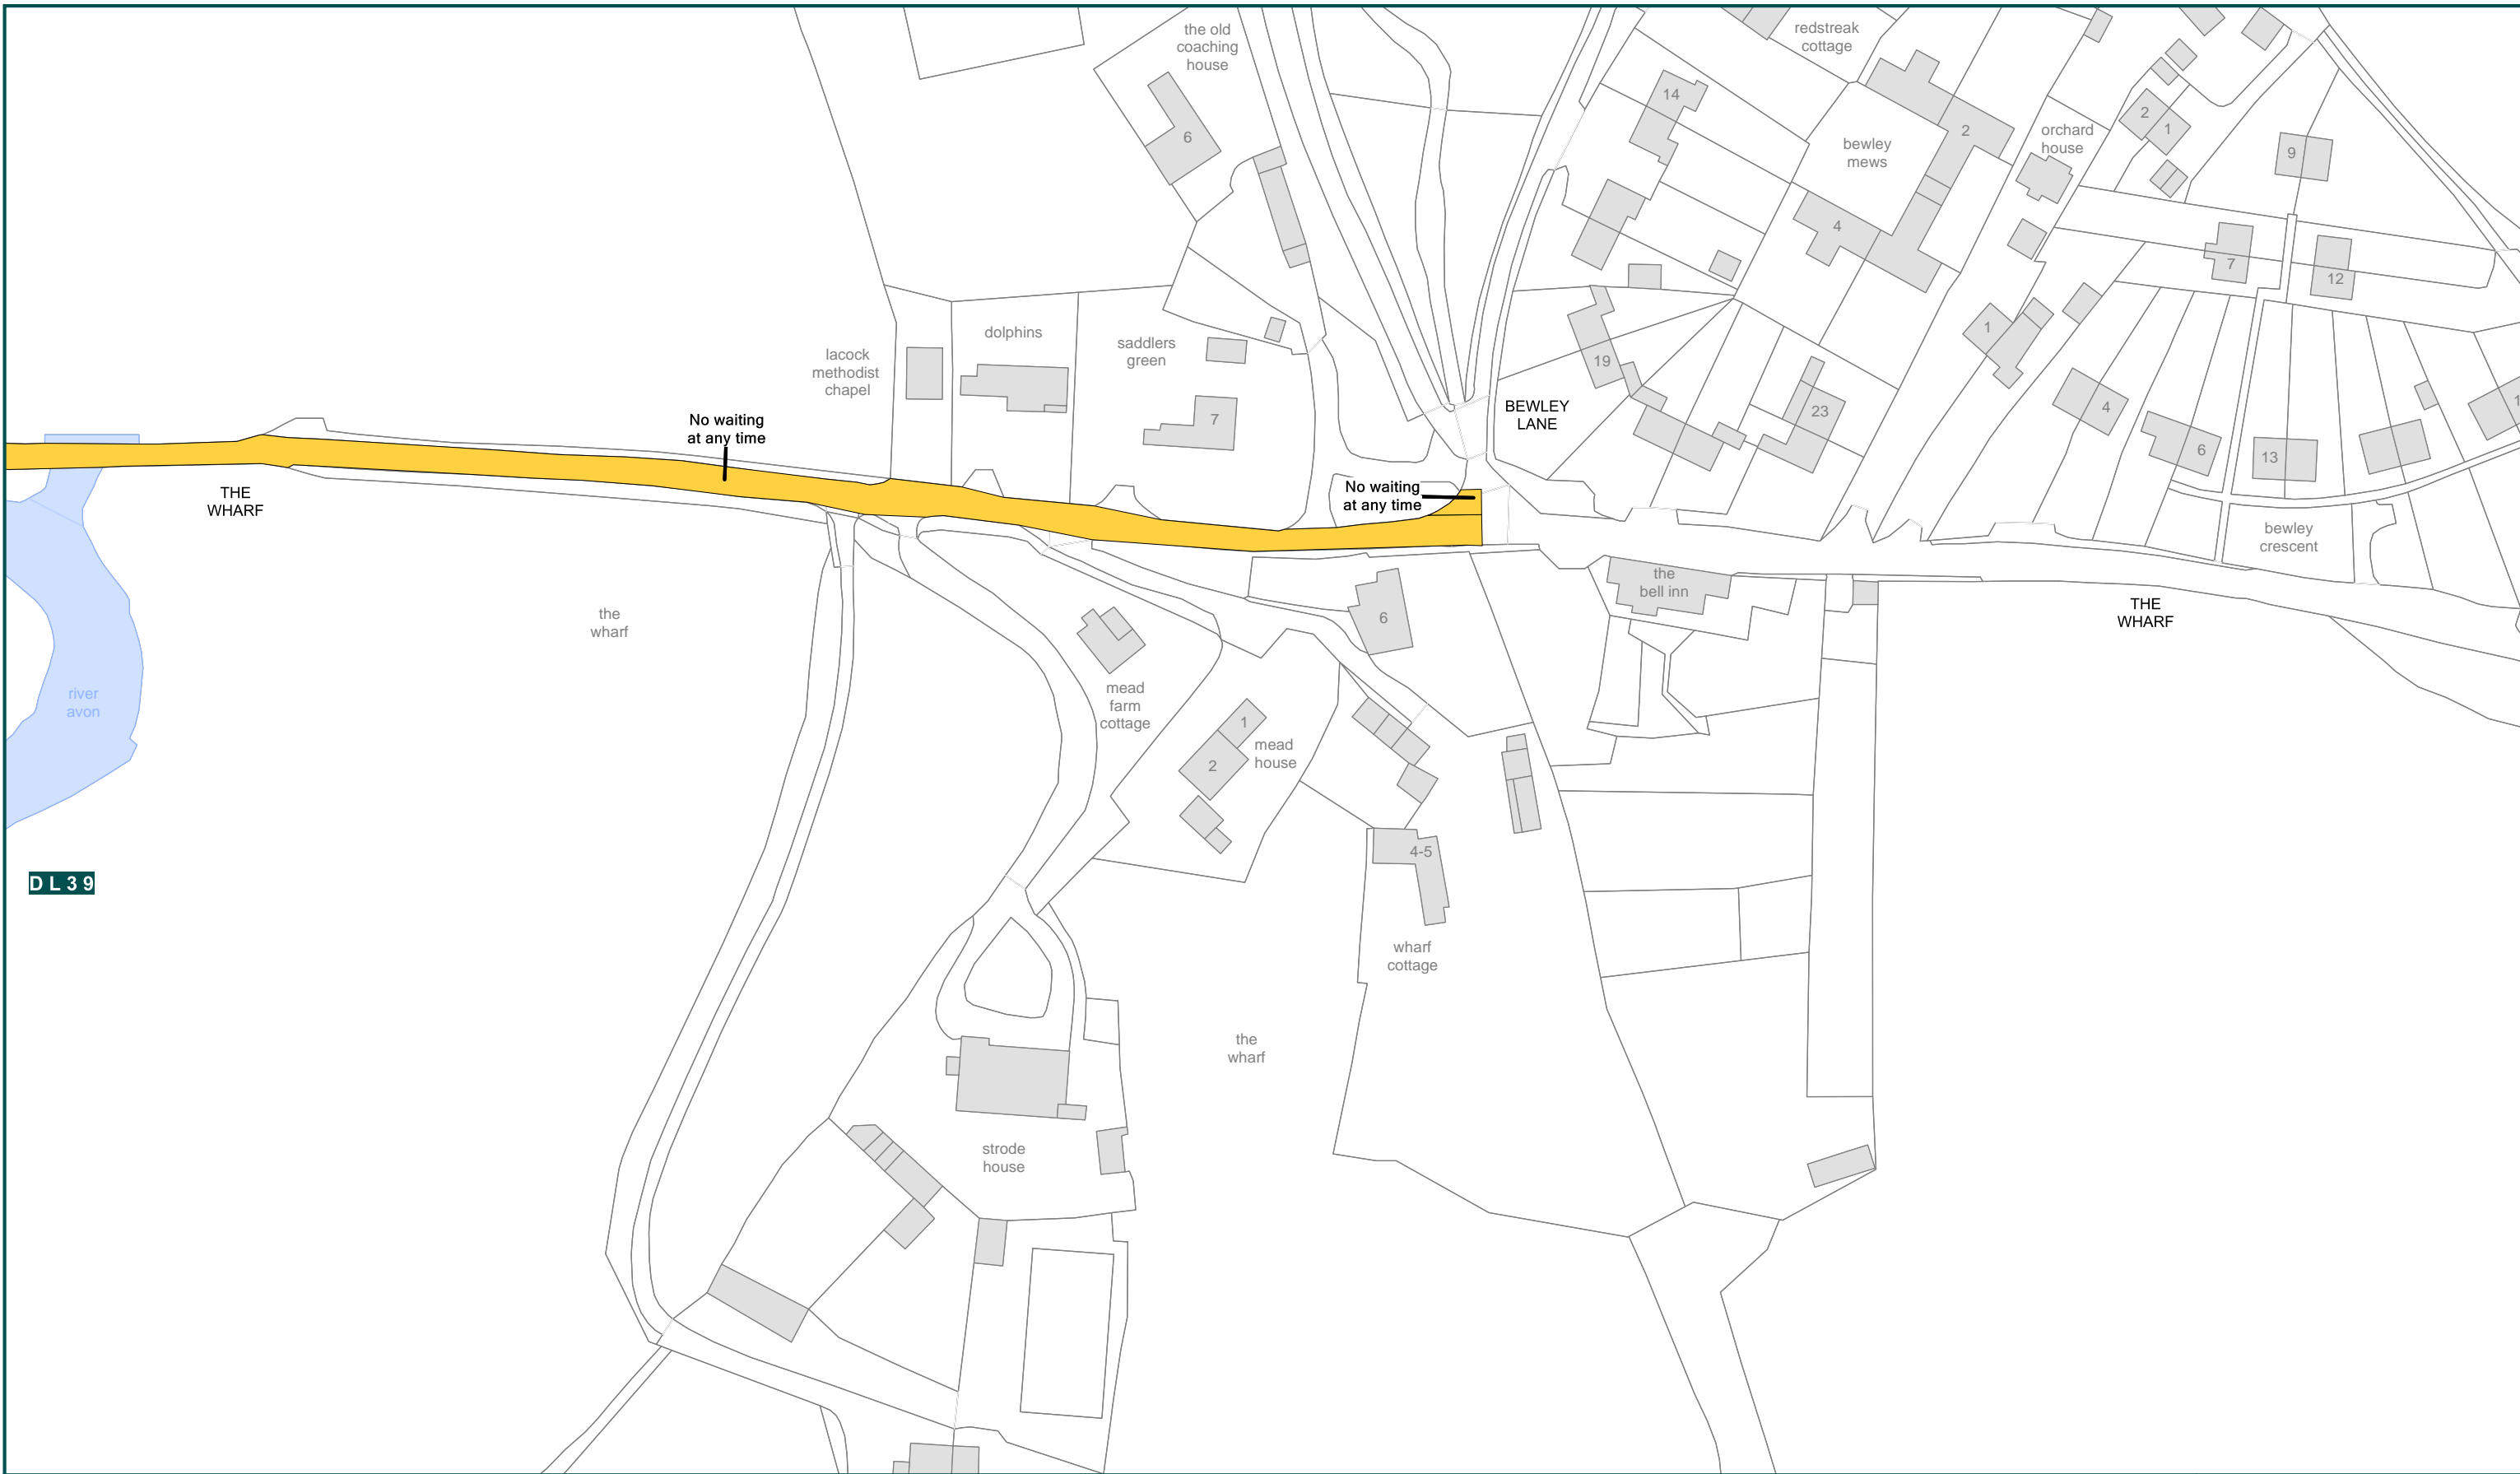 the old
coaching
house
6
redstreak
cottage
14
bewley
mews
2
orchard
house
2
1
9
4
7
12
dolphins
saddlers
green
lacock
methodist
chapel
7
19
BEWLEY
LANE
23
1
4
6
13
1
No waiting
at any time
THE
WHARF
No waiting
at any time
bewley
crescent
the
wharf
6
the
bell inn
THE
WHARF
river
avon
mead
farm
cottage
1
2
mead
house
4-5
DL39
wharf
cottage
the
wharf
strode
house